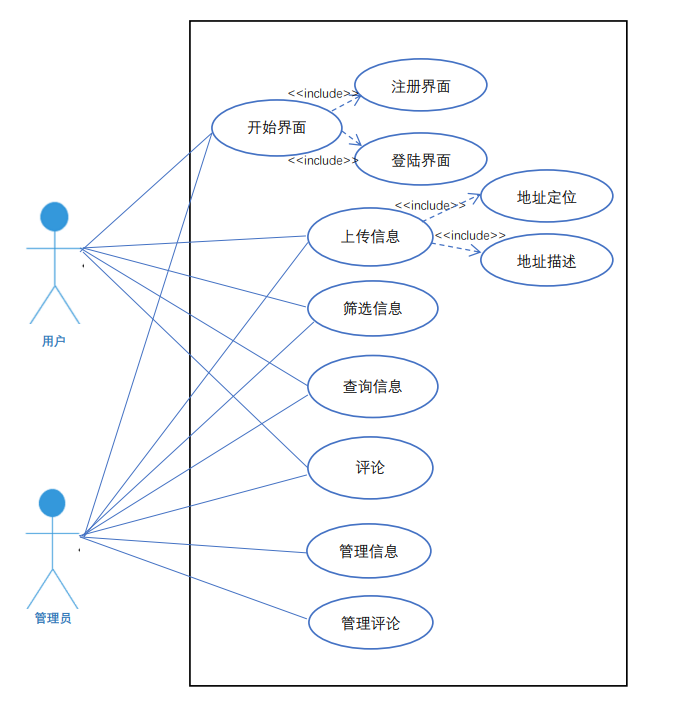 <<include>>
注册界面
开始界面
<<include>>
登陆界面
<<include>>
地址定位
上传信息
<<include>>
地址描述
筛选信息
用户
查询信息
评论
管理信息
管理员
管理评论